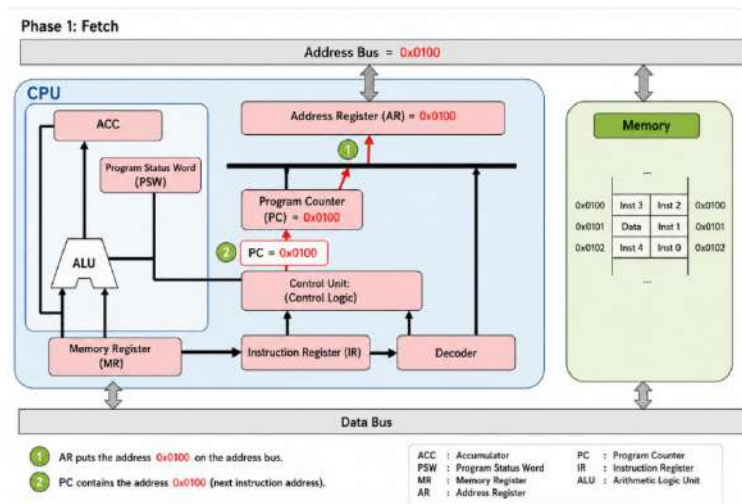 Phase 1: Fetch
Address Bus = 0x0100
CPU
ACC
Address Register (AR) = 0x0100
Memory
1
Program Status Word
(PSW)
...
Program Counter
(PC) = 0x0100
0x0100 Inst 3 Inst 2 0x0100
0x0101 Data Inst 1 0x0101
0x0102 Inst 4 Inst 0 0x0102
2 PC = 0x0100
ALU
...
Control Unit:
(Control Logic)
Memory Register
(MR)
Instruction Register (IR)
Decoder
Data Bus
1 AR puts the address 0x0100 on the address bus.
2 PC contains the address 0x0100 (next instruction address).
ACC : Accumulator PC : Program Counter
PSW : Program Status Word IR : Instruction Register
MR : Memory Register ALU : Arithmetic Logic Unit
AR : Address Register